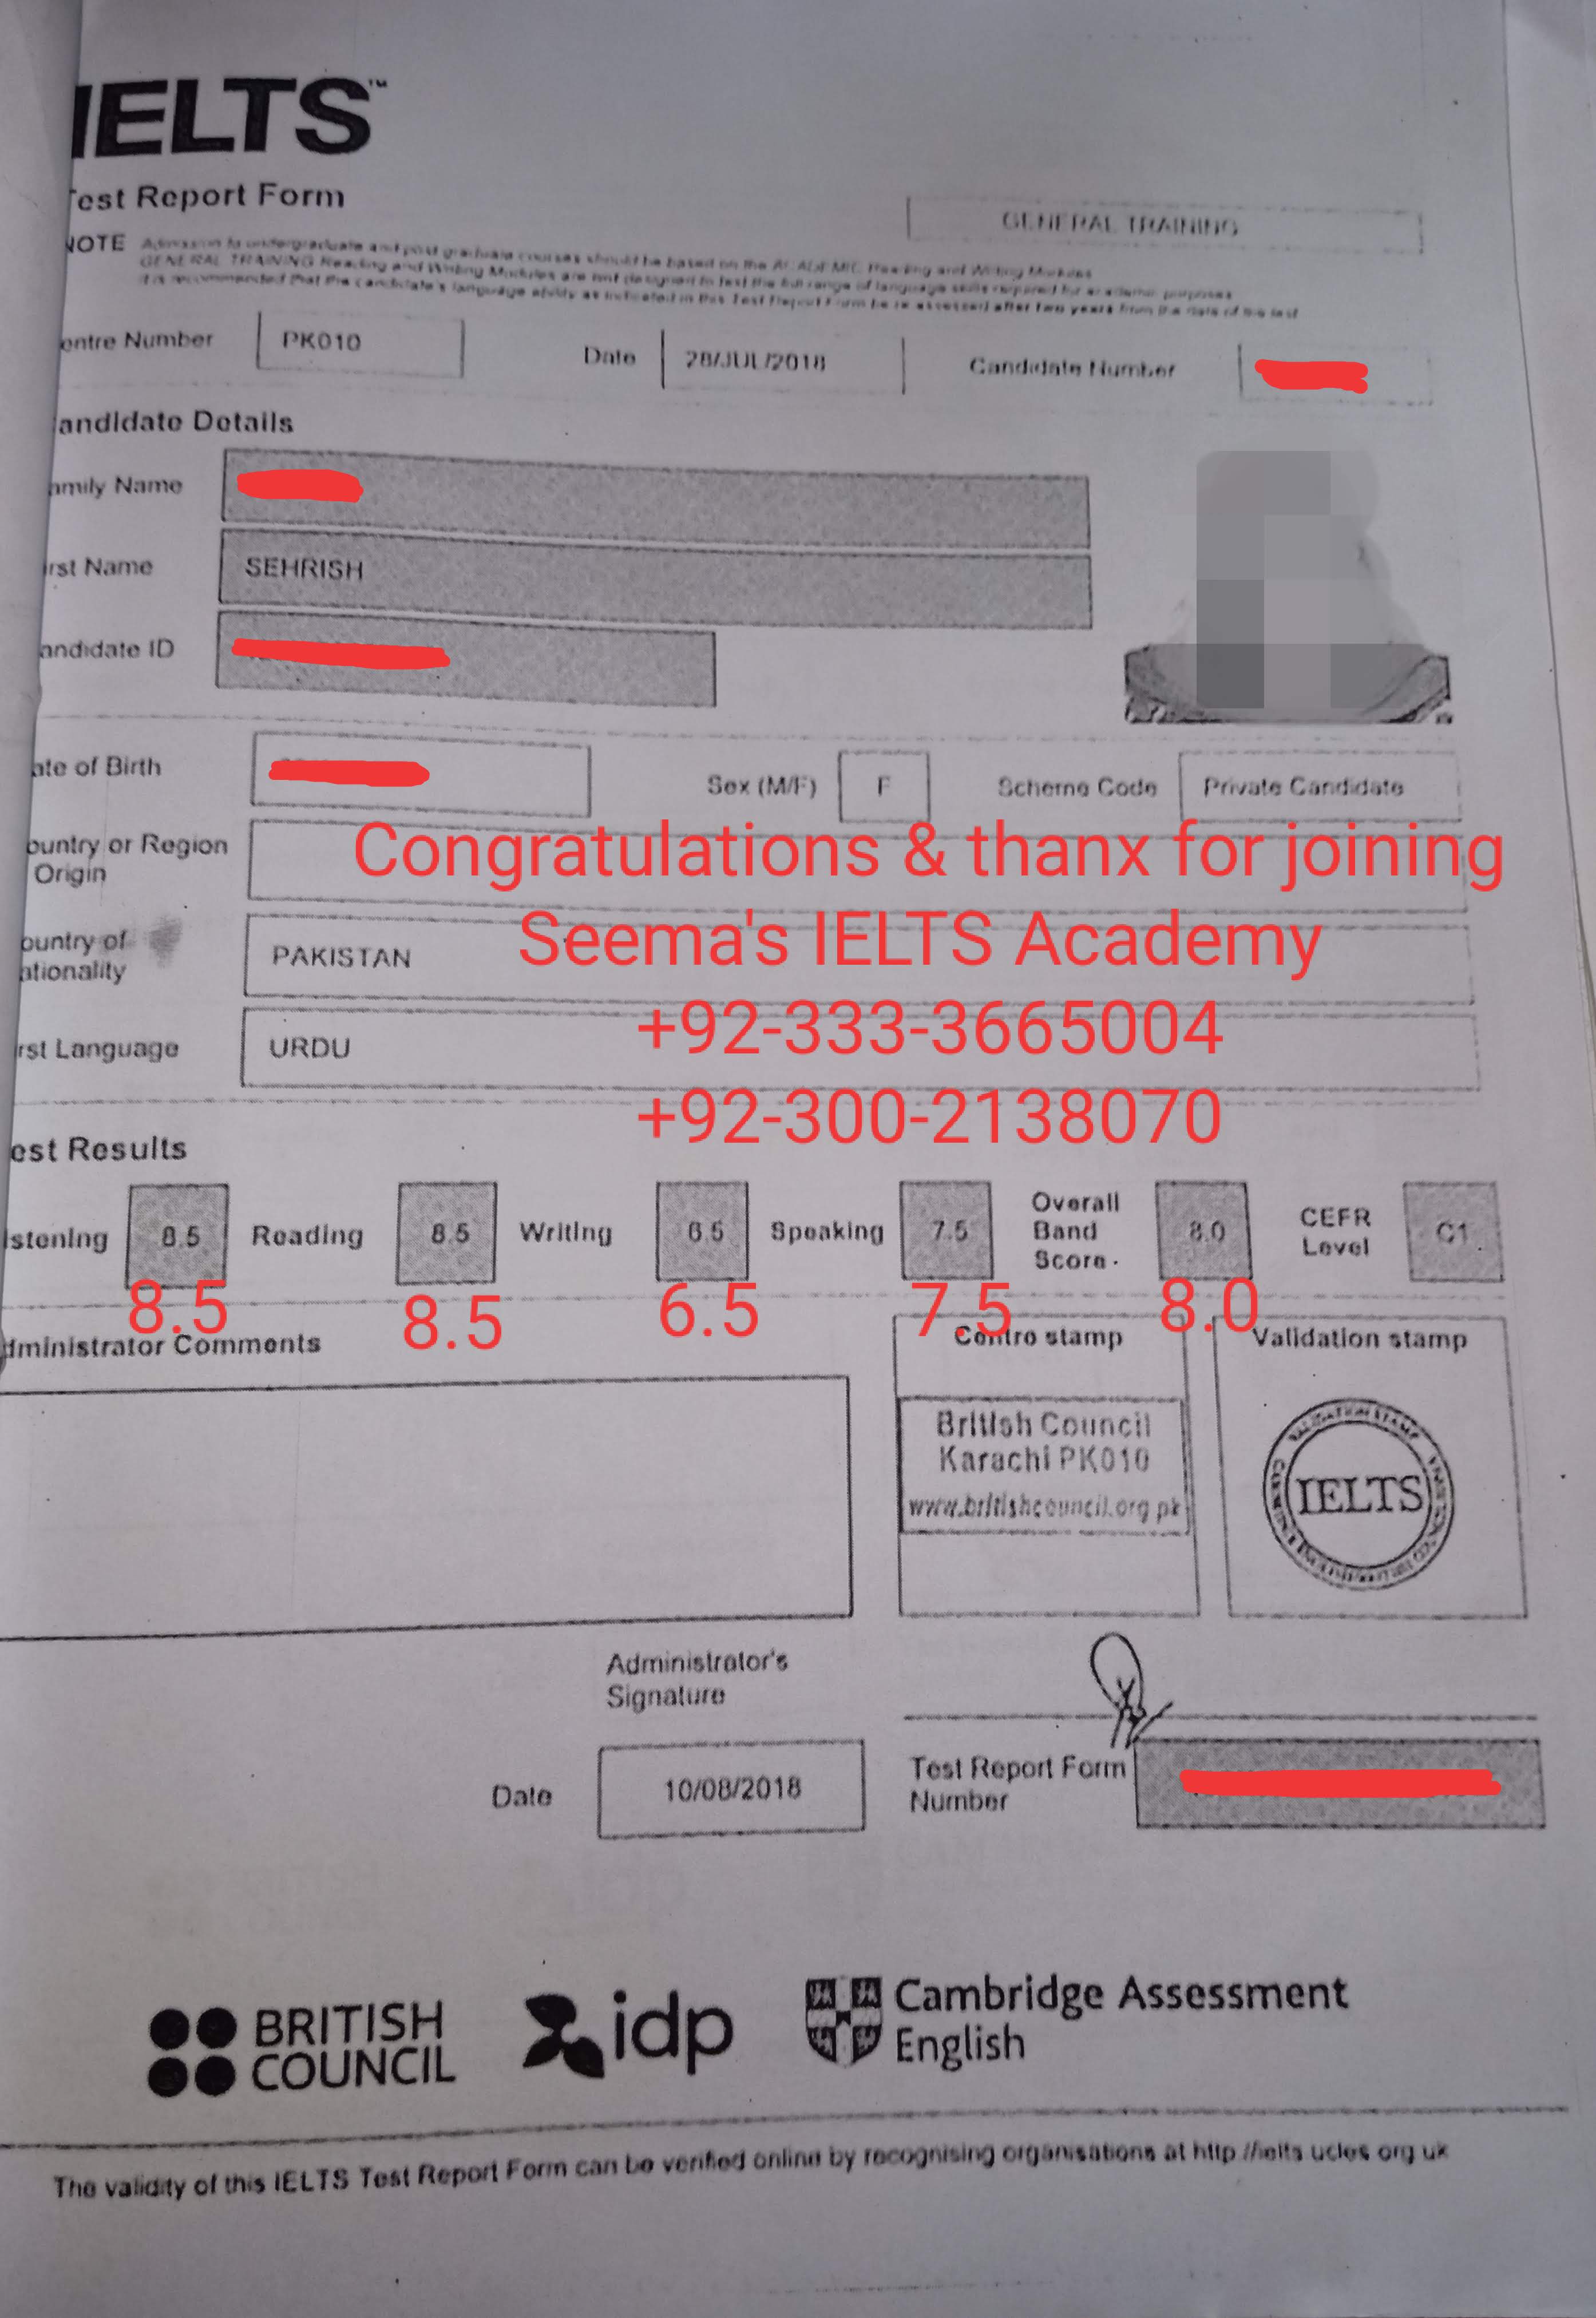 IELTS™
Test Report Form
GENERAL TRAINING
NOTE Admission to undergraduate and post graduate courses should be based on the ACADEMIC Reading and Writing Modules
GENERAL TRAINING Reading and Writing Modules are not designed to test the full range of language skills required for academic purposes
It is recommended that the candidate's language ability as indicated in this Test Report Form be re assessed after two years from the date of the test
entre Number PK010 Date 28/JUL/2018 Candidate Number
andidate Details
amily Name
irst Name SEHRISH
andidate ID
ate of Birth Sex (M/F) F Scheme Code Private Candidate
ountry or Region
Origin
Congratulations & thanx for joining
Seema's IELTS Academy
ountry of
ationality PAKISTAN
+92-333-3665004
irst Language URDU
+92-300-2138070
est Results
istening 8.5 Reading 8.5 Writing 6.5 Speaking 7.5 Overall Band Score 8.0 CEFR Level C1
8.5 8.5 6.5 7.5 8.0
dministrator Comments Centre stamp Validation stamp
British Council
Karachi PK010
www.britishcouncil.org.pk
VALIDATION STAMP
IELTS
Administrator's
Signature
Date 10/08/2018
Test Report Form
Number
BRITISH
COUNCIL
idp
Cambridge Assessment
English
The validity of this IELTS Test Report Form can be verified online by recognising organisations at http://ielts.ucles.org.uk